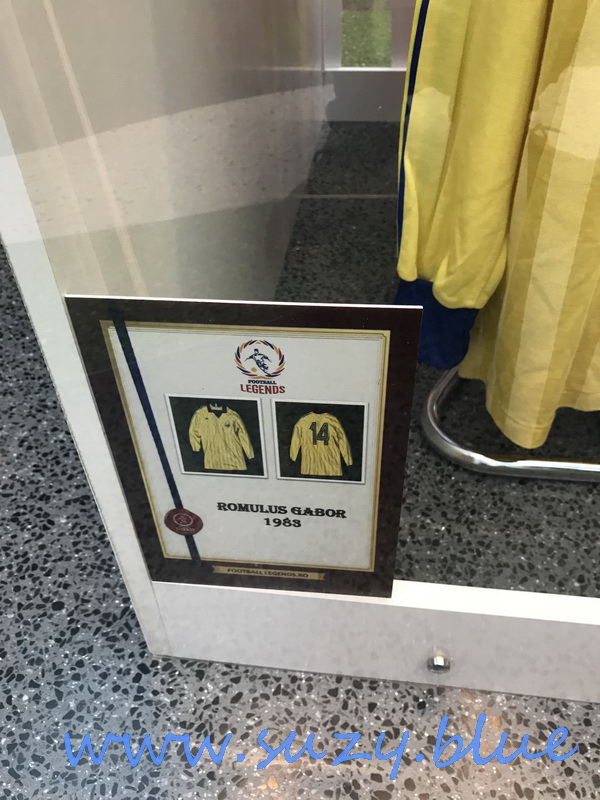 FOOTBALL
LEGENDS
14
ROMULUS GABOR
1983
FOOTBALL LEGENDS.RO
www.suzy.blue